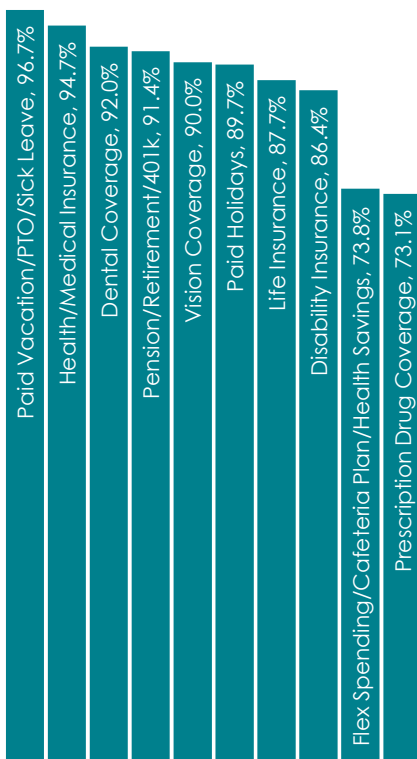 Paid Vacation/PTO/Sick Leave, 96.7%
Health/Medical Insurance, 94.7%
Dental Coverage, 92.0%
Pension/Retirement/401k, 91.4%
Vision Coverage, 90.0%
Paid Holidays, 89.7%
Life Insurance, 87.7%
Disability Insurance, 86.4%
Flex Spending/Cafeteria Plan/Health Savings, 73.8%
Prescription Drug Coverage, 73.1%